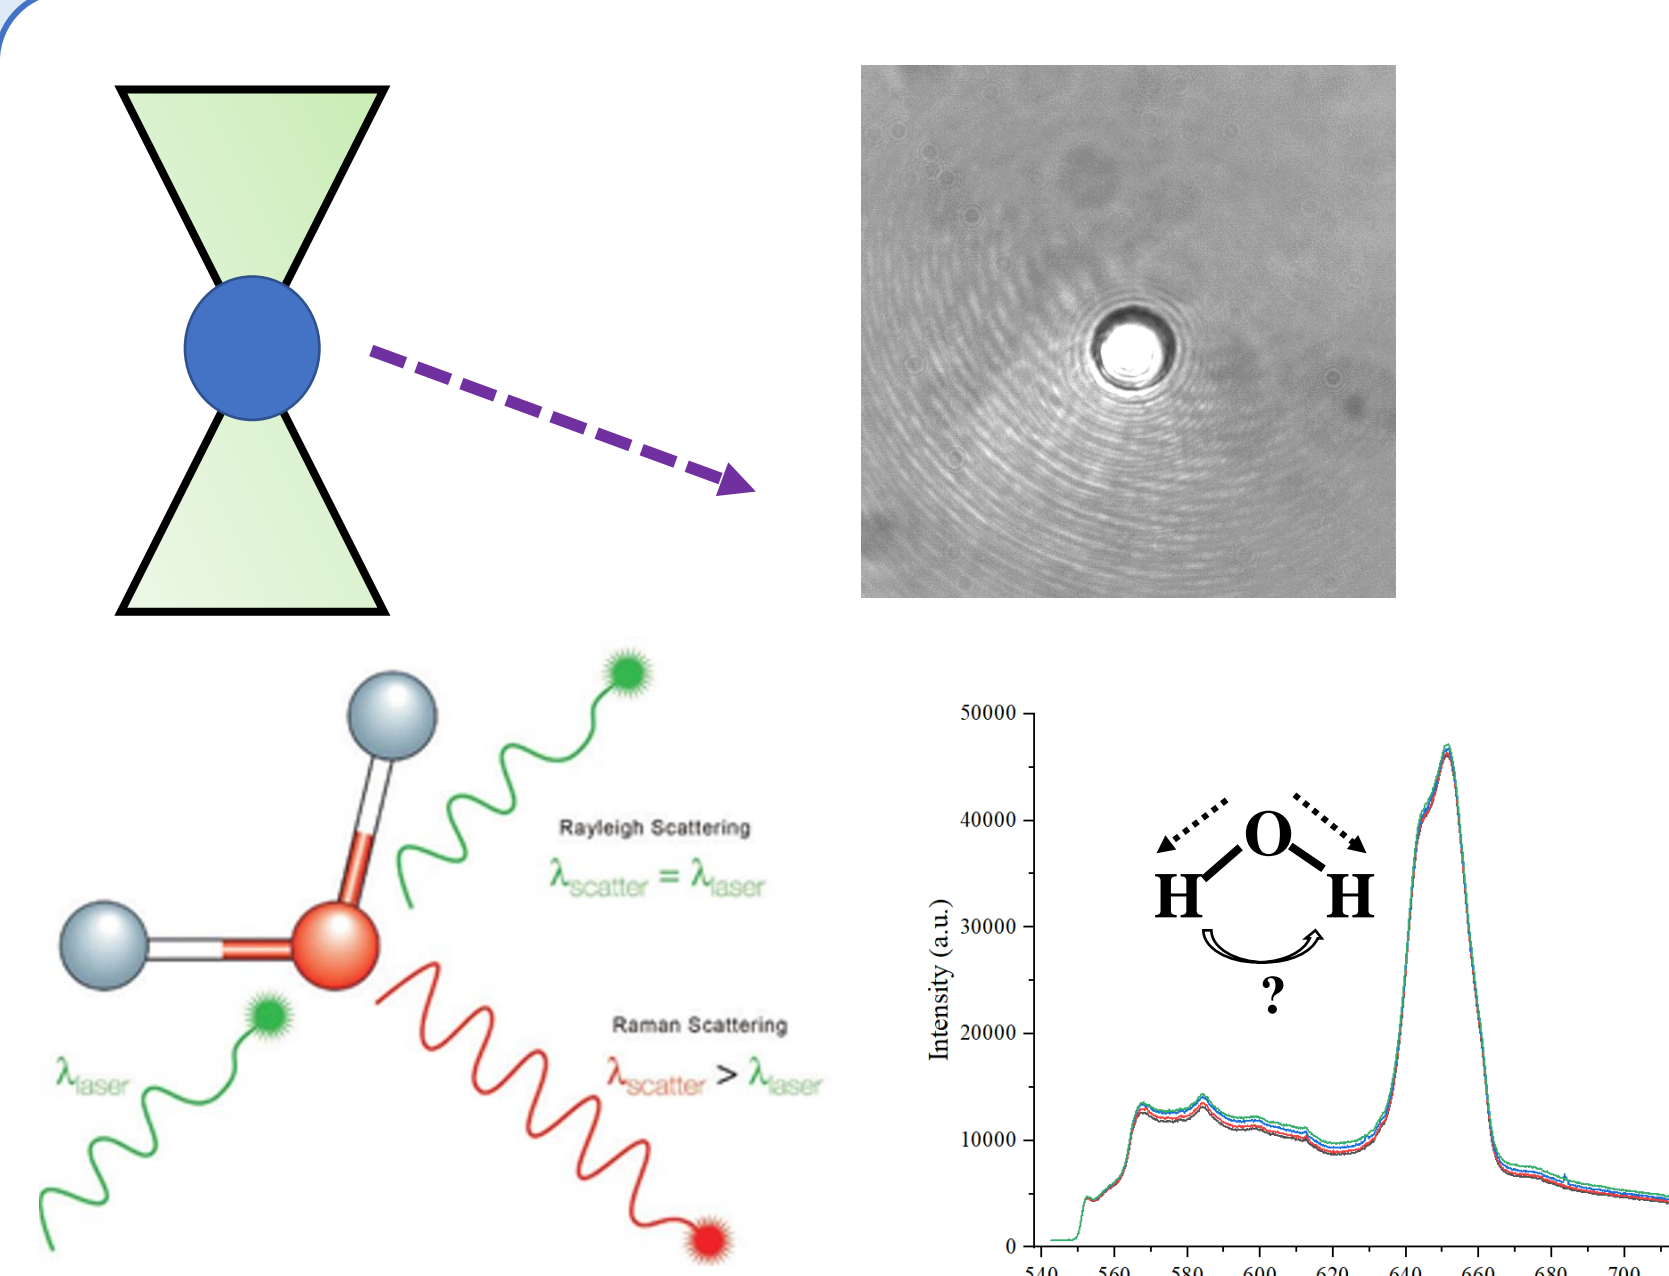 Rayleigh Scattering
λscatter = λlaser
Raman Scattering
λscatter > λlaser
λlaser
50000
40000
30000
20000
10000
0
Intensity (a.u.)
O
H H
?
540 560 580 600 620 640 660 680 700